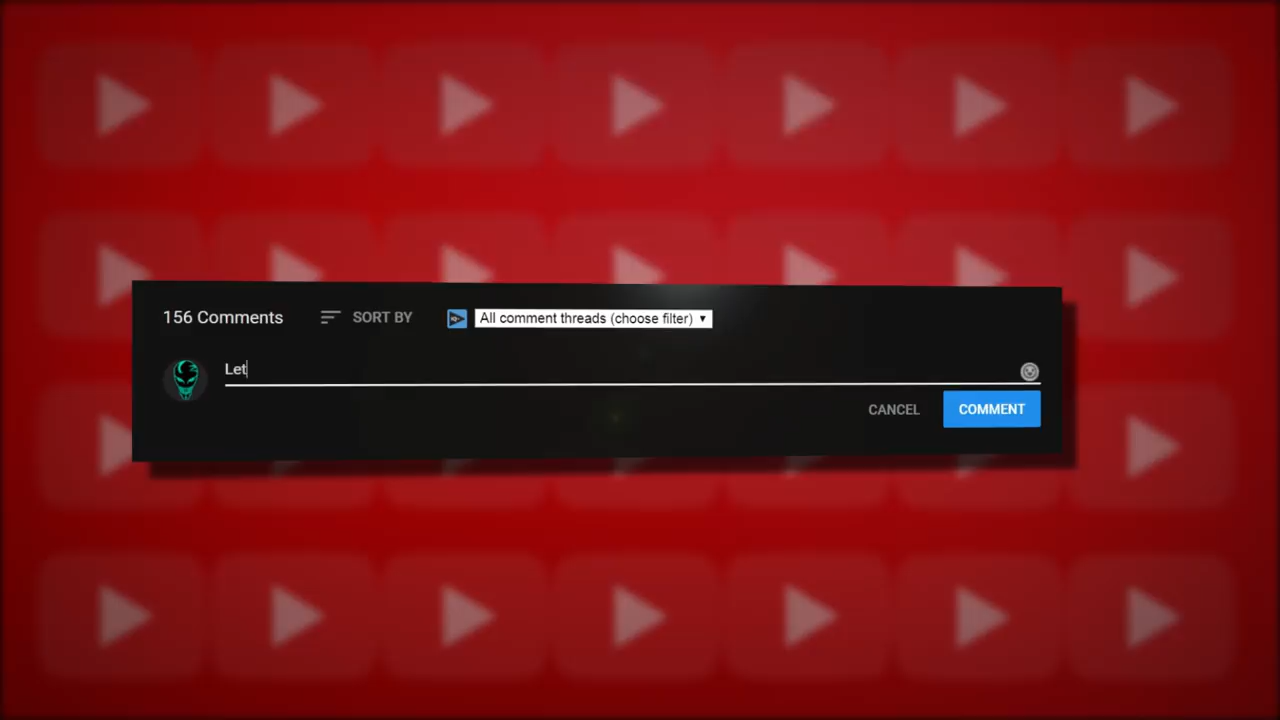 156 Comments SORT BY All comment threads (choose filter)
Let
CANCEL COMMENT